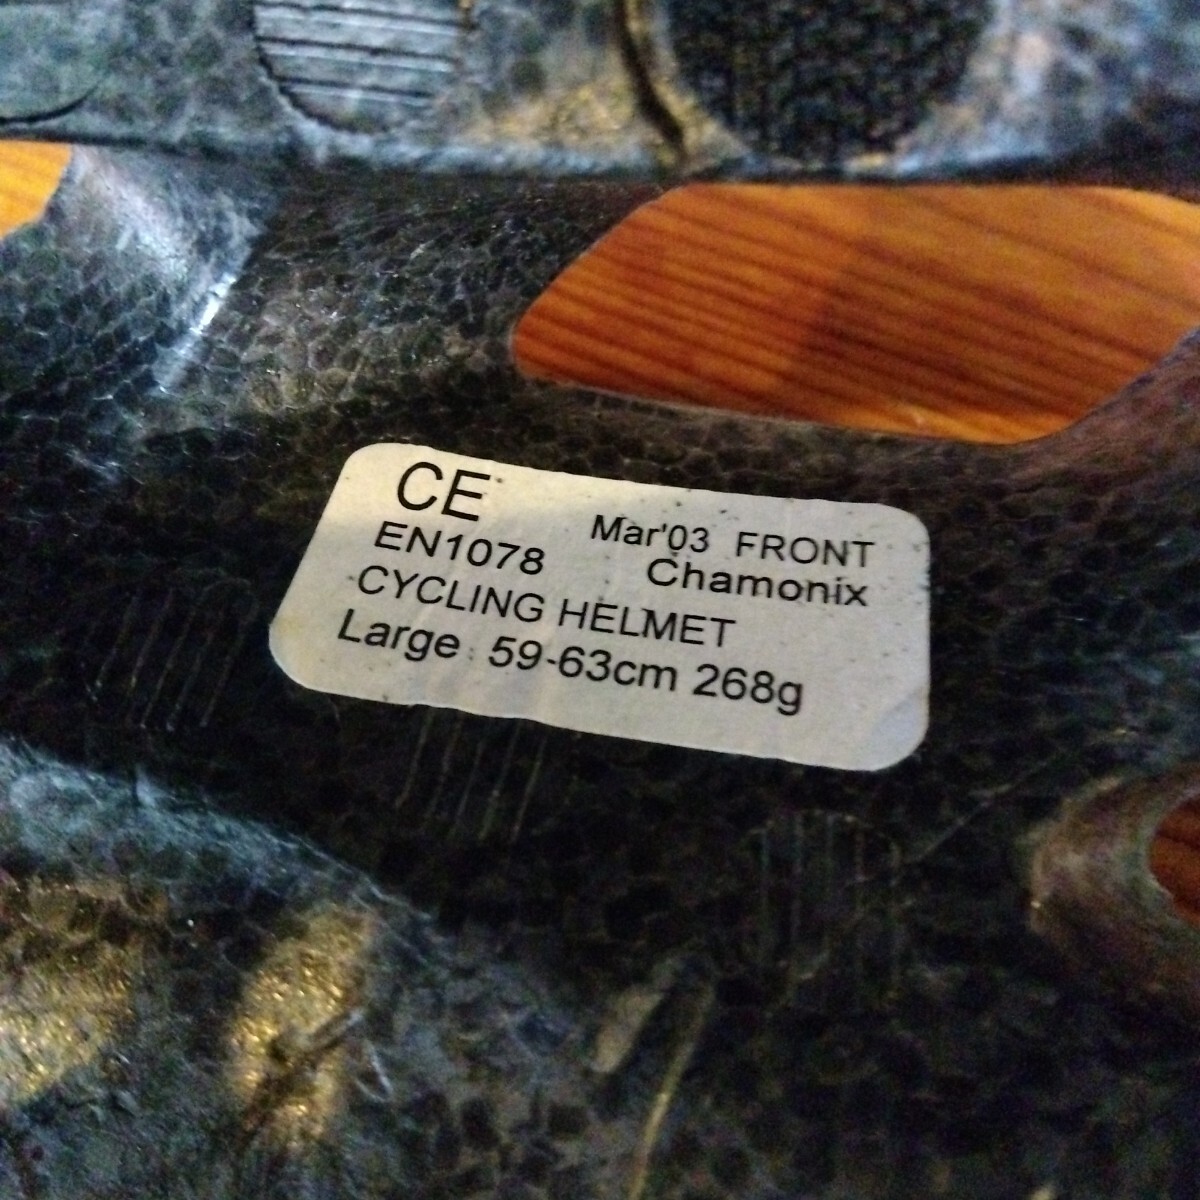 CE
Mar'03 FRONT
EN1078 Chamonix
CYCLING HELMET
Large 59-63cm 268g